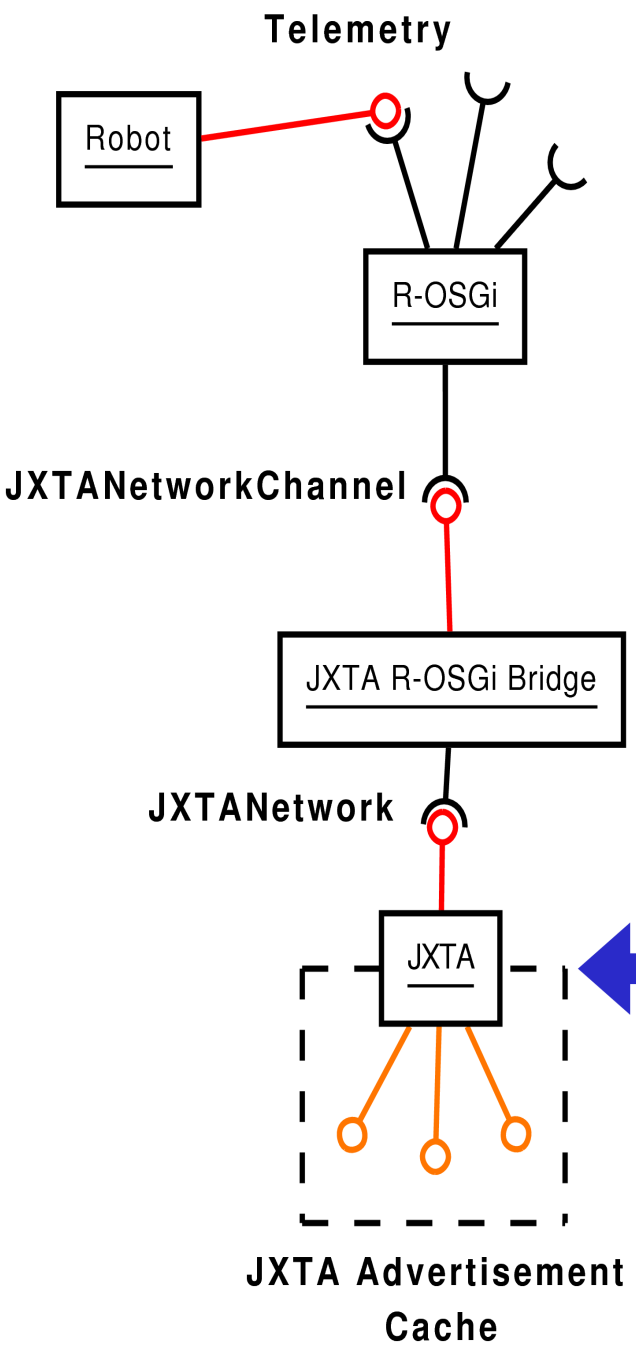 Telemetry
Robot
R-OSGi
JXTANetworkChannel
JXTA R-OSGi Bridge
JXTANetwork
JXTA
JXTA Advertisement
Cache